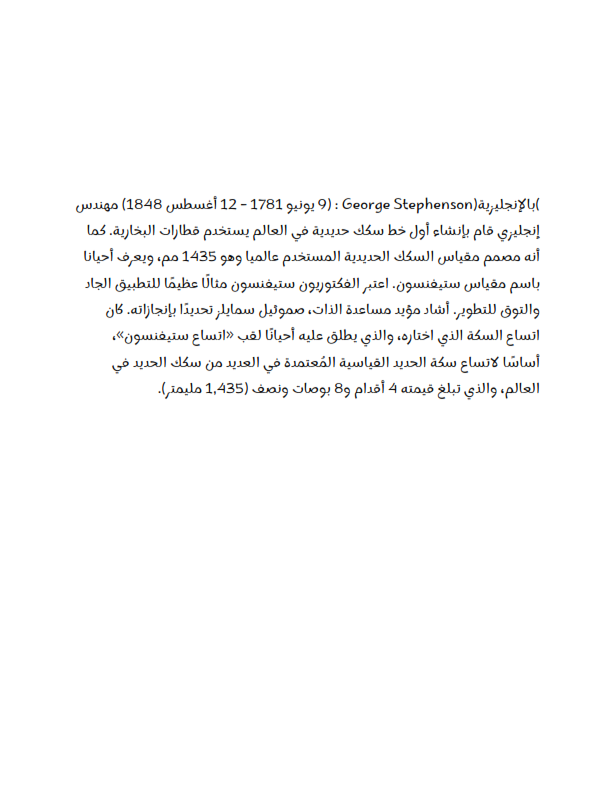 (بالإنجليزية(George Stephenson : (9 يونيو 1781 – 12 أغسطس 1848) مهندس
إنجليزي قام بإنشاء أول خط سكك حديدية في العالم يستخدم قطارات البخارية. كما
أنه مصمم مقياس السكك الحديدية المستخدم عالميا وهو 1435 مم، ويعرف أحيانا
باسم مقياس ستيفنسون. اعتبر الفكتوريون ستيفنسون مثالًا عظيمًا للتطبيق الجاد
والتوق للتطوير. أشاد مؤيد مساعدة الذات، صموئيل سمايلز تحديدًا بإنجازاته. كان
اتساع السكة الذي اختاره، والذي يطلق عليه أحيانًا لقب «اتساع ستيفنسون»،
أساسًا لاتساع سكة الحديد القياسية المُعتمدة في العديد من سكك الحديد في
العالم، والذي تبلغ قيمته 4 أقدام و8 بوصات ونصف (1,435 مليمتر).